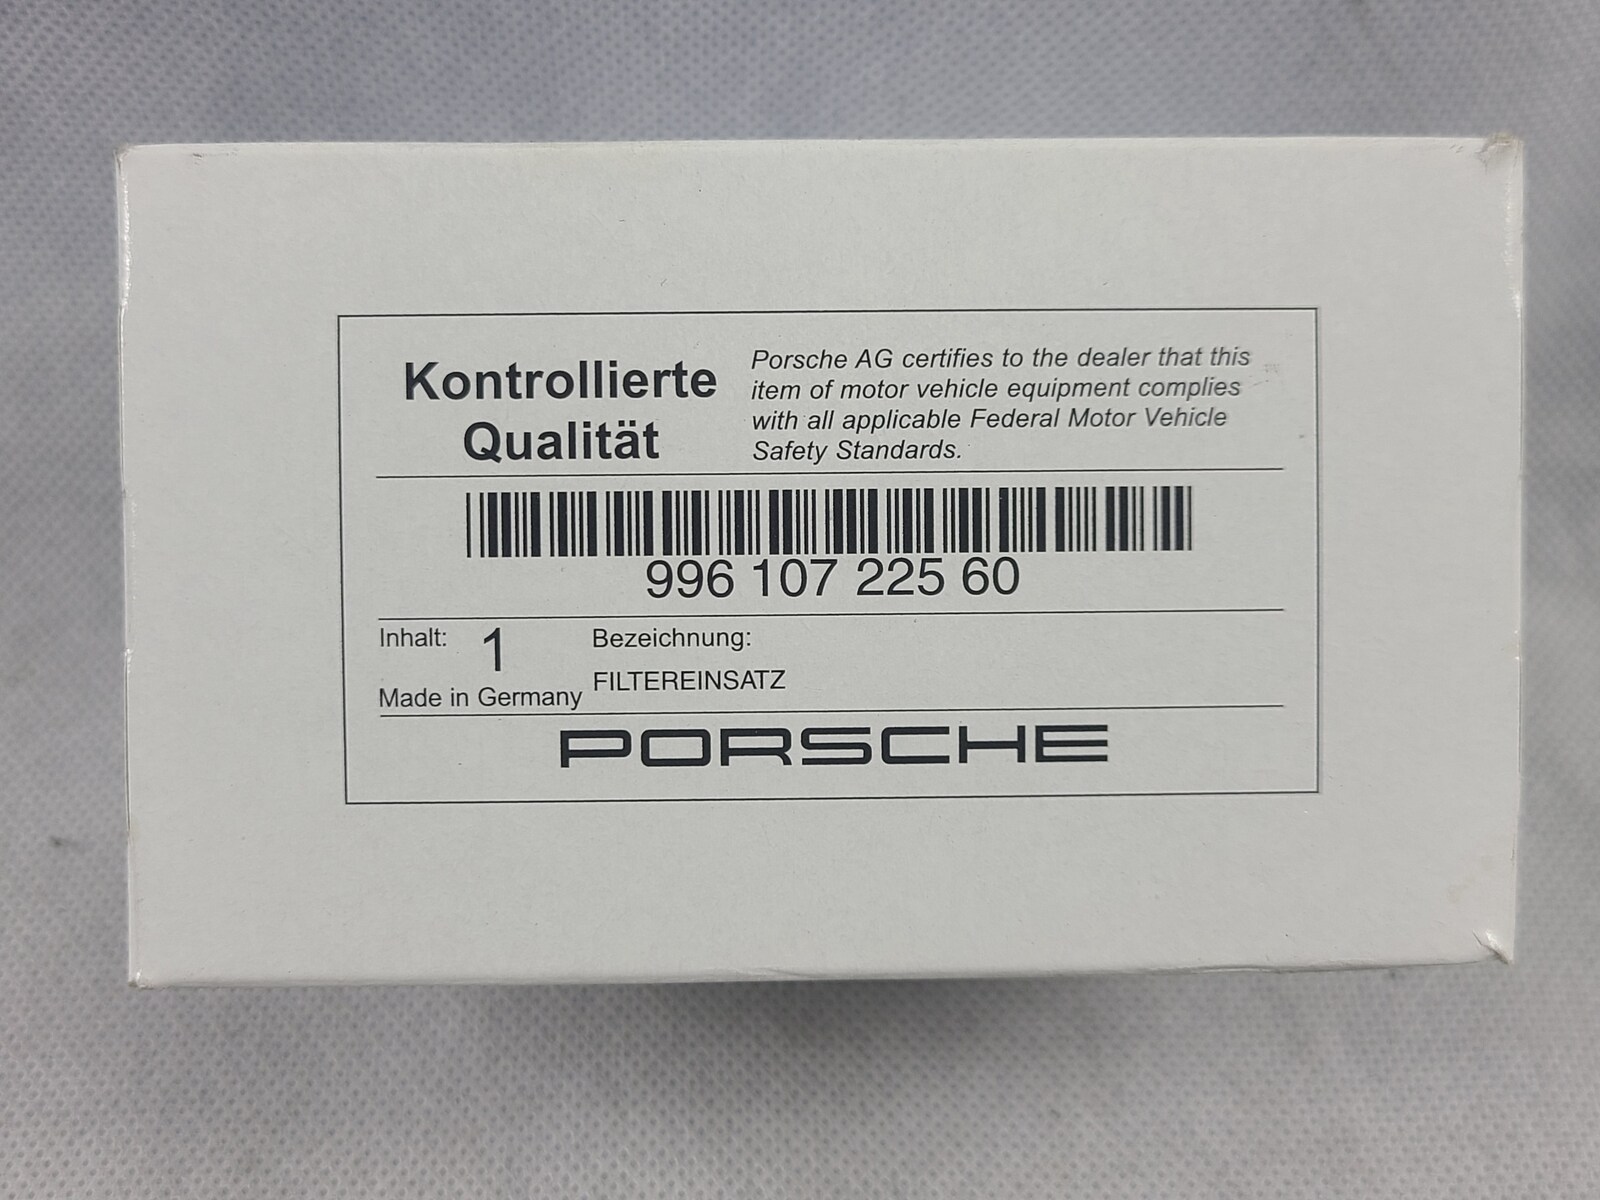 Kontrollierte
Qualität
Porsche AG certifies to the dealer that this
item of motor vehicle equipment complies
with all applicable Federal Motor Vehicle
Safety Standards.
996 107 225 60
Inhalt: 1
Made in Germany
Bezeichnung:
FILTEREINSATZ
PORSCHE